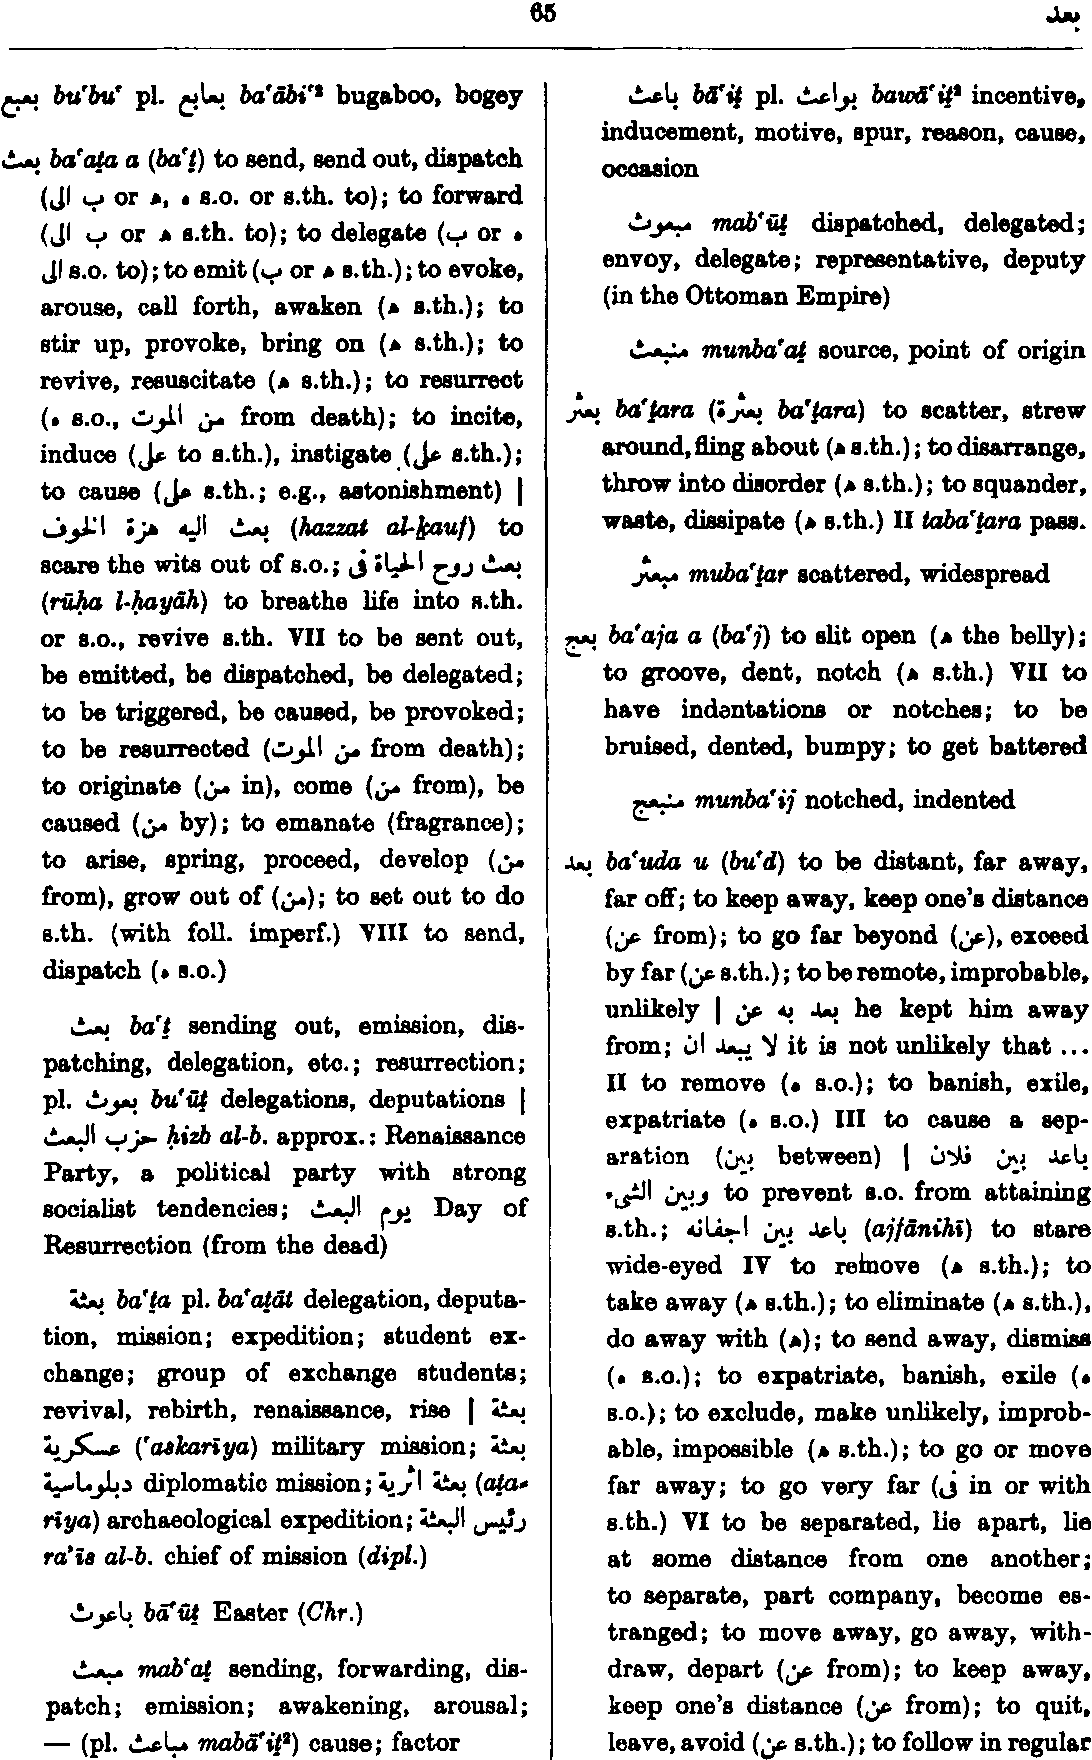 65
بعد
بعبع bu‘bu‘ pl. بعابع ba‘ābi‘² bugaboo, bogey
بعث ba‘aṯa a (ba‘ṯ) to send, send out, dispatch
(ه ,ه or ب الى s.o. or s.th. to); to forward
(ه or ب الى s.th. to); to delegate (ب or ه
الى s.o. to); to emit (ب or ه s.th.); to evoke,
arouse, call forth, awaken (ه s.th.); to
stir up, provoke, bring on (ه s.th.); to
revive, resuscitate (ه s.th.); to resurrect
(ه s.o., من الموت from death); to incite,
induce (على to s.th.), instigate (على s.th.);
to cause (على s.th.; e.g., astonishment) |
بعث اليه هزة الخوف (hazzat al-ḵauf) to
scare the wits out of s.o.; بعث روح الحياة فى
(rūḥa l-ḥayāh) to breathe life into s.th.
or s.o., revive s.th. VII to be sent out,
be emitted, be dispatched, be delegated;
to be triggered, be caused, be provoked;
to be resurrected (من الموت from death);
to originate (من in), come (من from), be
caused (من by); to emanate (fragrance);
to arise, spring, proceed, develop (من
from), grow out of (من); to set out to do
s.th. (with foll. imperf.) VIII to send,
dispatch (ه s.o.)
بعث ba‘ṯ sending out, emission, dis-
patching, delegation, etc.; resurrection;
pl. بعوث bu‘ūṯ delegations, deputations |
حزب البعث ḥizb al-b. approx.: Renaissance
Party, a political party with strong
socialist tendencies; يوم البعث Day of
Resurrection (from the dead)
بعثة ba‘ṯa pl. ba‘aṯāt delegation, deputa-
tion, mission; expedition; student ex-
change; group of exchange students;
revival, rebirth, renaissance, rise | بعثة
عسكرية (‘askarīya) military mission; بعثة
دبلوماسية diplomatic mission; بعثة اثرية (aṯa-
rīya) archaeological expedition; رئيس البعثة
ra’īs al-b. chief of mission (dipl.)
باعوث bā‘ūṯ Easter (Chr.)
مبعث mab‘aṯ sending, forwarding, dis-
patch; emission; awakening, arousal;
— (pl. مباعث mabā‘iṯ²) cause; factor
باعث bā‘iṯ pl. بواعث bawā‘iṯ² incentive,
inducement, motive, spur, reason, cause,
occasion
مبعوث mab‘ūṯ dispatched, delegated;
envoy, delegate; representative, deputy
(in the Ottoman Empire)
منبعث munba‘aṯ source, point of origin
بعثر ba‘ṯara (بعثرة ba‘ṯara) to scatter, strew
around, fling about (ه s.th.); to disarrange,
throw into disorder (ه s.th.); to squander,
waste, dissipate (ه s.th.) II taba‘ṯara pass.
مبعثر muba‘ṯar scattered, widespread
بعج ba‘aja a (ba‘j) to slit open (ه the belly);
to groove, dent, notch (ه s.th.) VII to
have indentations or notches; to be
bruised, dented, bumpy; to get battered
منبعج munba‘ij notched, indented
بعد ba‘uda u (bu‘d) to be distant, far away,
far off; to keep away, keep one’s distance
(عن from); to go far beyond (عن), exceed
by far (عن s.th.); to be remote, improbable,
unlikely | بعد به عن he kept him away
from; لا يبعد ان it is not unlikely that ...
II to remove (ه s.o.); to banish, exile,
expatriate (ه s.o.) III to cause a sep-
aration (بين between) | باعد بين فلان
وبين الشىء to prevent s.o. from attaining
s.th.; باعد بين اجفانه (ajfānihī) to stare
wide-eyed IV to remove (ه s.th.); to
take away (ه s.th.); to eliminate (ه s.th.),
do away with (ه); to send away, dismiss
(ه s.o.); to expatriate, banish, exile (ه
s.o.); to exclude, make unlikely, improb-
able, impossible (ه s.th.); to go or move
far away; to go very far (فى in or with
s.th.) VI to be separated, lie apart, lie
at some distance from one another;
to separate, part company, become es-
tranged; to move away, go away, with-
draw, depart (عن from); to keep away,
keep one’s distance (عن from); to quit,
leave, avoid (عن s.th.); to follow in regular